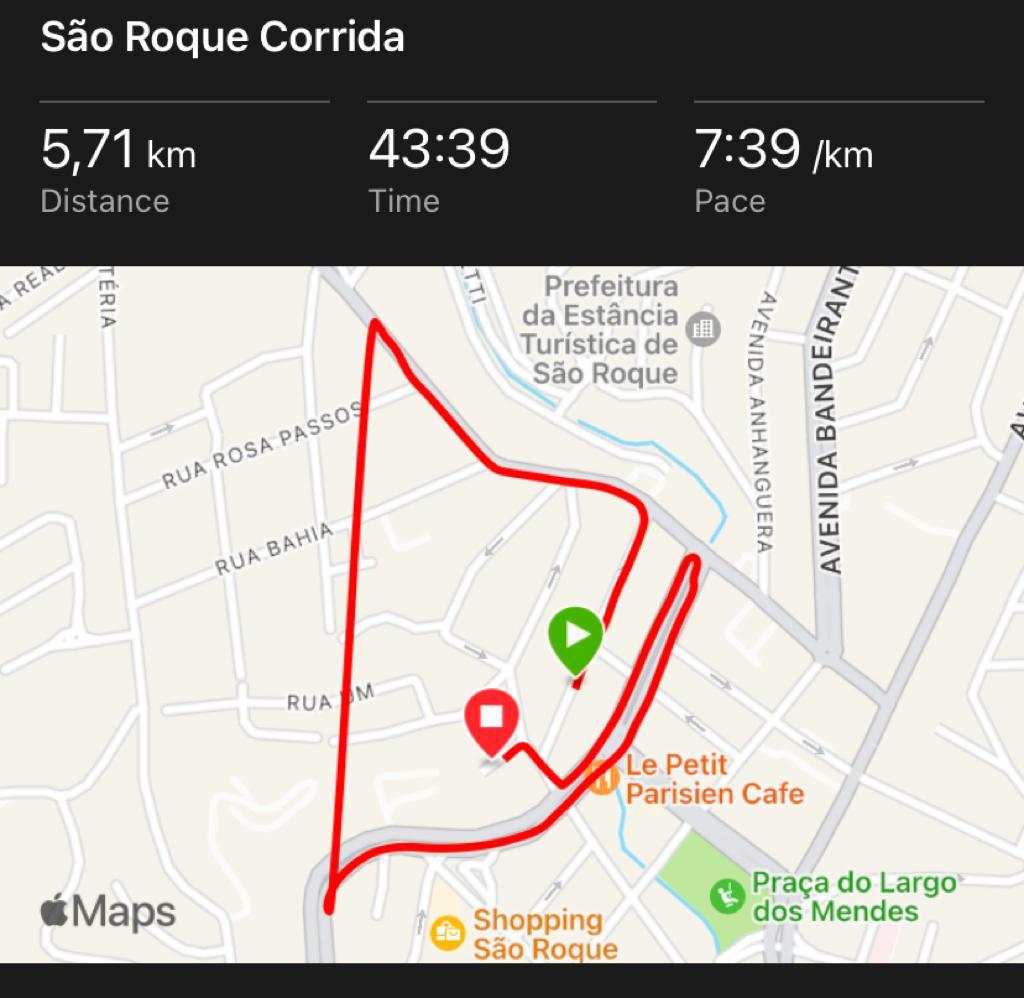 São Roque Corrida
5,71 km
43:39
7:39 /km
Distance
Time
Pace
TÉRIA
TTI
Prefeitura
da Estância
Turística de
São Roque
AVENIDA ANHANGUERA
AVENIDA BANDEIRANT
RUA ROSA PASSOS
RUA BAHIA
RUA UM
Le Petit
Parisien Cafe
Praça do Largo
dos Mendes
Maps
Shopping
São Roque